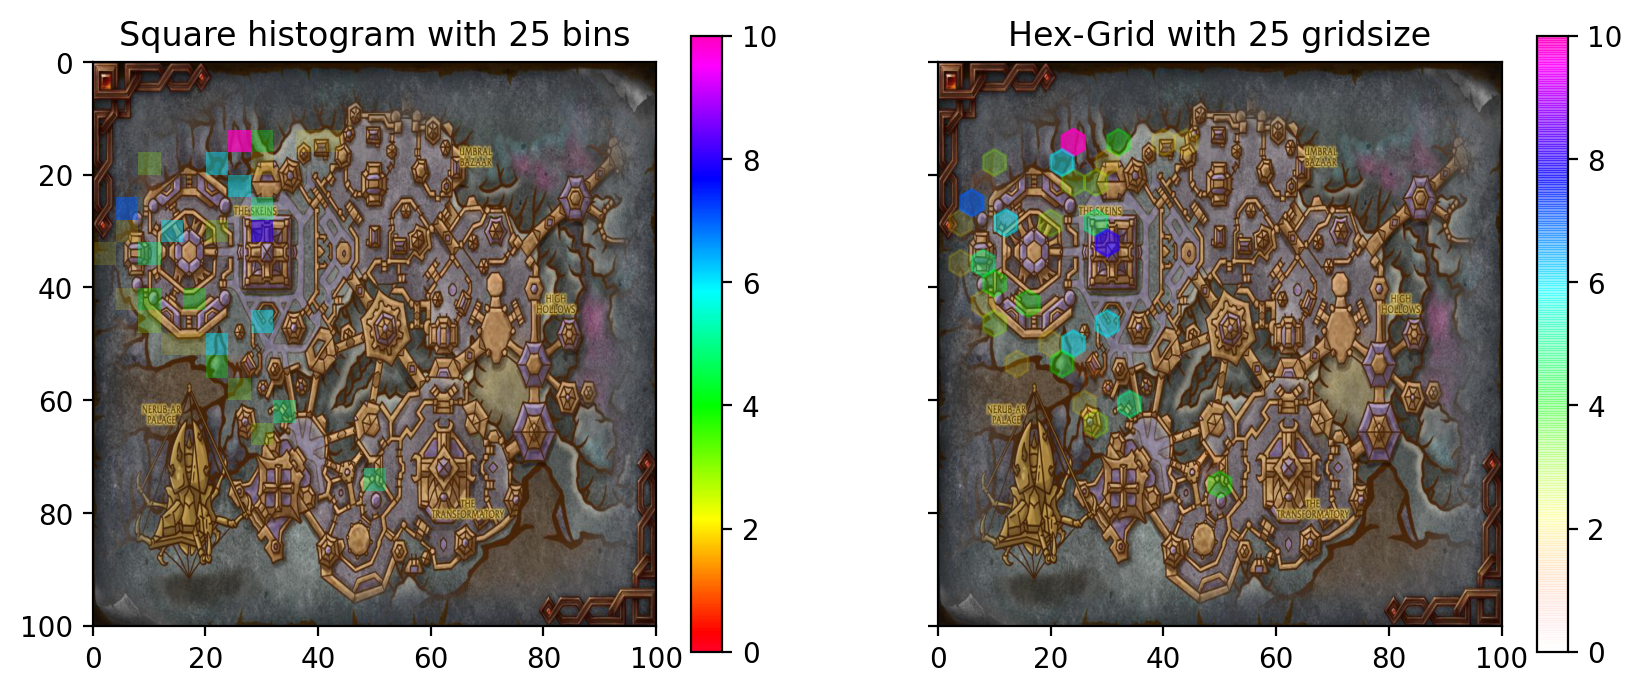 Square histogram with 25 bins
0
20
40
60
80
100
0
20
40
60
80
100
UMBRAL
BAZAAR
THE SKEINS
HIGH
HOLLOWS
NERUB-AR
PALACE
THE
TRANSFORMATORY
10
8
6
4
2
0
Hex-Grid with 25 gridsize
0
20
40
60
80
100
UMBRAL
BAZAAR
THE SKEINS
HIGH
HOLLOWS
NERUB-AR
PALACE
THE
TRANSFORMATORY
10
8
6
4
2
0